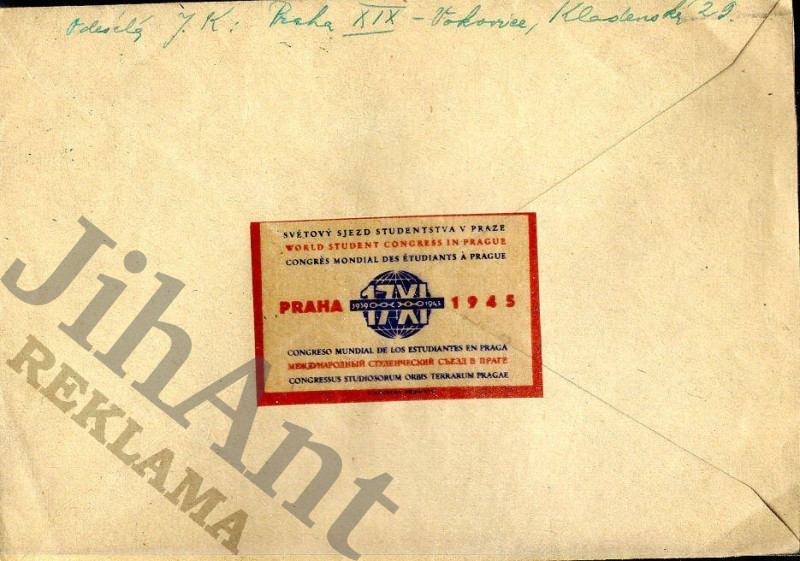 Odesílá J. K.: Praha XIX – Vokovice, Kladenská 29.
SVĚTOVÝ SJEZD STUDENTSTVA V PRAZE
WORLD STUDENT CONGRESS IN PRAGUE
CONGRÈS MONDIAL DES ÉTUDIANTS À PRAGUE
PRAHA 17XI 1945
1939 1945
CONGRESO MUNDIAL DE LOS ESTUDIANTES EN PRAGA
МЕЖДУНАРОДНЫЙ СТУДЕНЧЕСКИЙ СЪЕЗД В ПРАГЕ
CONGRESSUS STUDIOSORUM ORBIS TERRARUM PRAGAE
JihAnt
REKLAMA